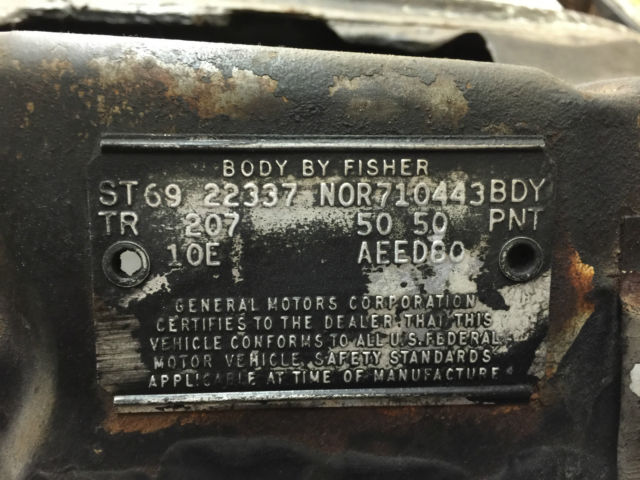 BODY BY FISHER
ST69 22337 NOR710443BDY
TR 207 50 50 PNT
10E AEED80
GENERAL MOTORS CORPORATION
CERTIFIES TO THE DEALER THAT THIS
VEHICLE CONFORMS TO ALL U.S. FEDERAL
MOTOR VEHICLE SAFETY STANDARDS
APPLICABLE AT TIME OF MANUFACTURE